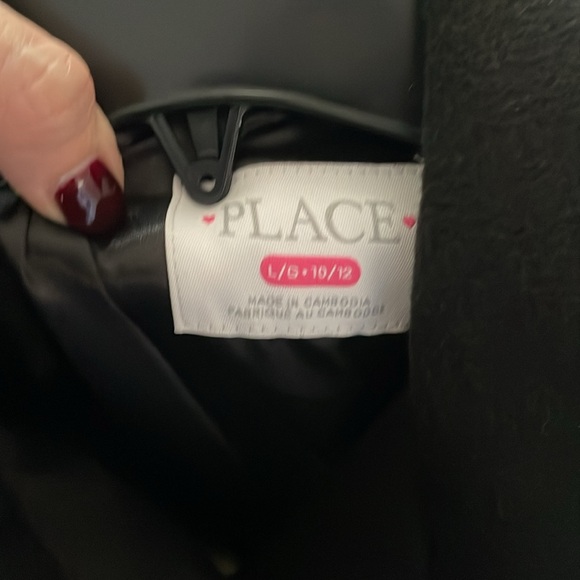 PLACE
L/G • 10/12
MADE IN CAMBODIA
FABRIQUÉ AU CAMBODGE